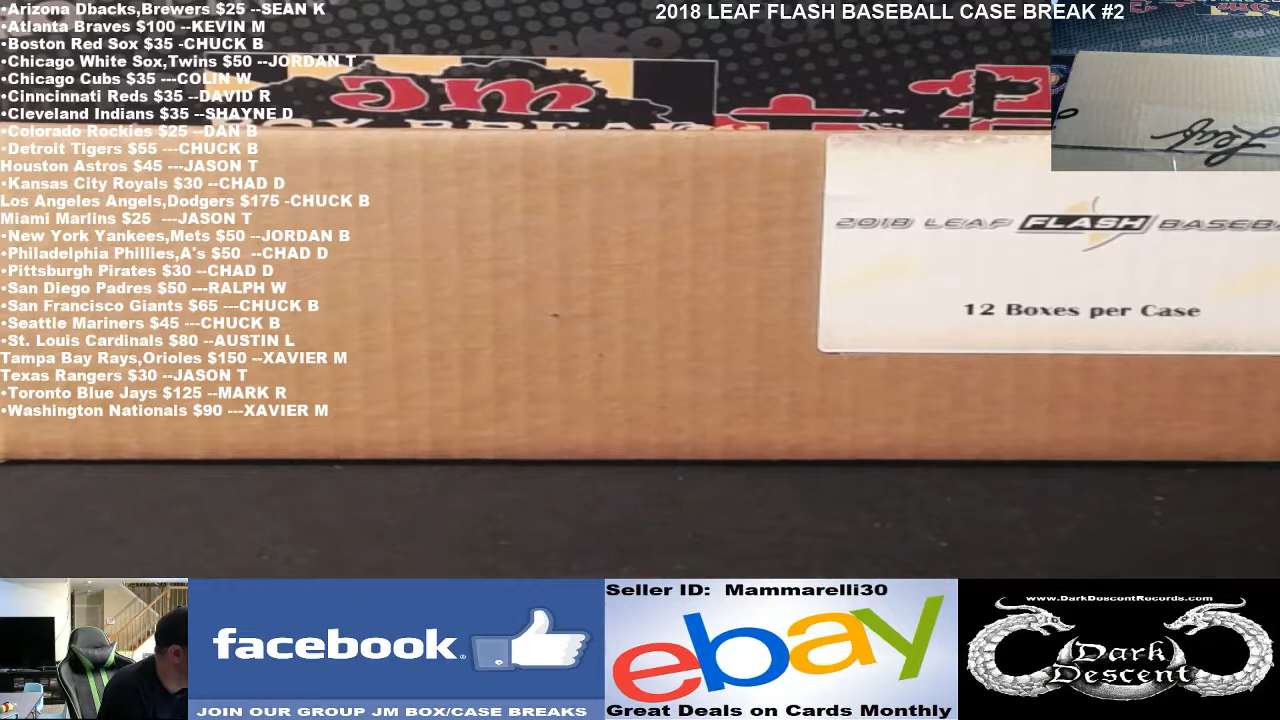 •Arizona Dbacks,Brewers $25 --SEAN K
•Atlanta Braves $100 --KEVIN M
•Boston Red Sox $35 -CHUCK B
•Chicago White Sox,Twins $50 --JORDAN T
•Chicago Cubs $35 ---COLIN W
•Cinncinnati Reds $35 --DAVID R
•Cleveland Indians $35 --SHAYNE D
•Colorado Rockies $25 --DAN B
•Detroit Tigers $55 ---CHUCK B
Houston Astros $45 ---JASON T
•Kansas City Royals $30 --CHAD D
Los Angeles Angels,Dodgers $175 -CHUCK B
Miami Marlins $25 ---JASON T
•New York Yankees,Mets $50 --JORDAN B
•Philadelphia Phillies,A's $50 --CHAD D
•Pittsburgh Pirates $30 --CHAD D
•San Diego Padres $50 ---RALPH W
•San Francisco Giants $65 ---CHUCK B
•Seattle Mariners $45 ---CHUCK B
•St. Louis Cardinals $80 --AUSTIN L
Tampa Bay Rays,Orioles $150 --XAVIER M
Texas Rangers $30 --JASON T
•Toronto Blue Jays $125 --MARK R
•Washington Nationals $90 ---XAVIER M
2018 LEAF FLASH BASEBALL CASE BREAK #2
JM
Leaf
2018 LEAF FLASH BASEB
12 Boxes per Case
facebook.
JOIN OUR GROUP JM BOX/CASE BREAKS
Seller ID: Mammarelli30
ebay
Great Deals on Cards Monthly
www.DarkDescentRecords.com
Dark
Descent